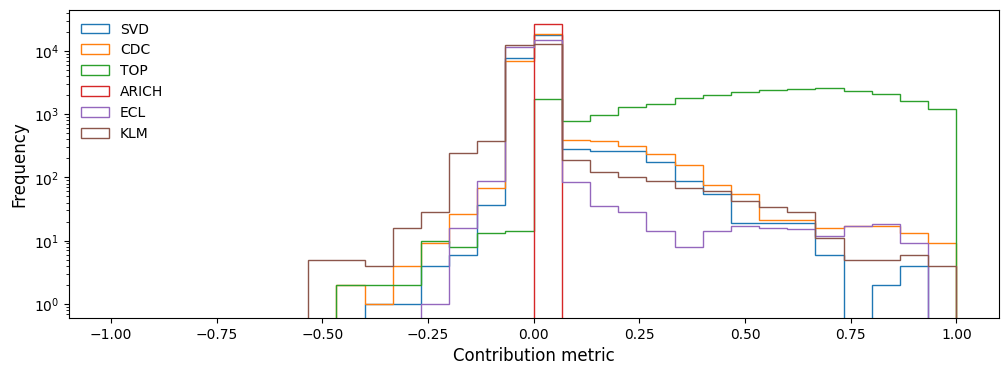 SVD
CDC
TOP
ARICH
ECL
KLM
Frequency
10⁴
10³
10²
10¹
10⁰
−1.00 −0.75 −0.50 −0.25 0.00 0.25 0.50 0.75 1.00
Contribution metric